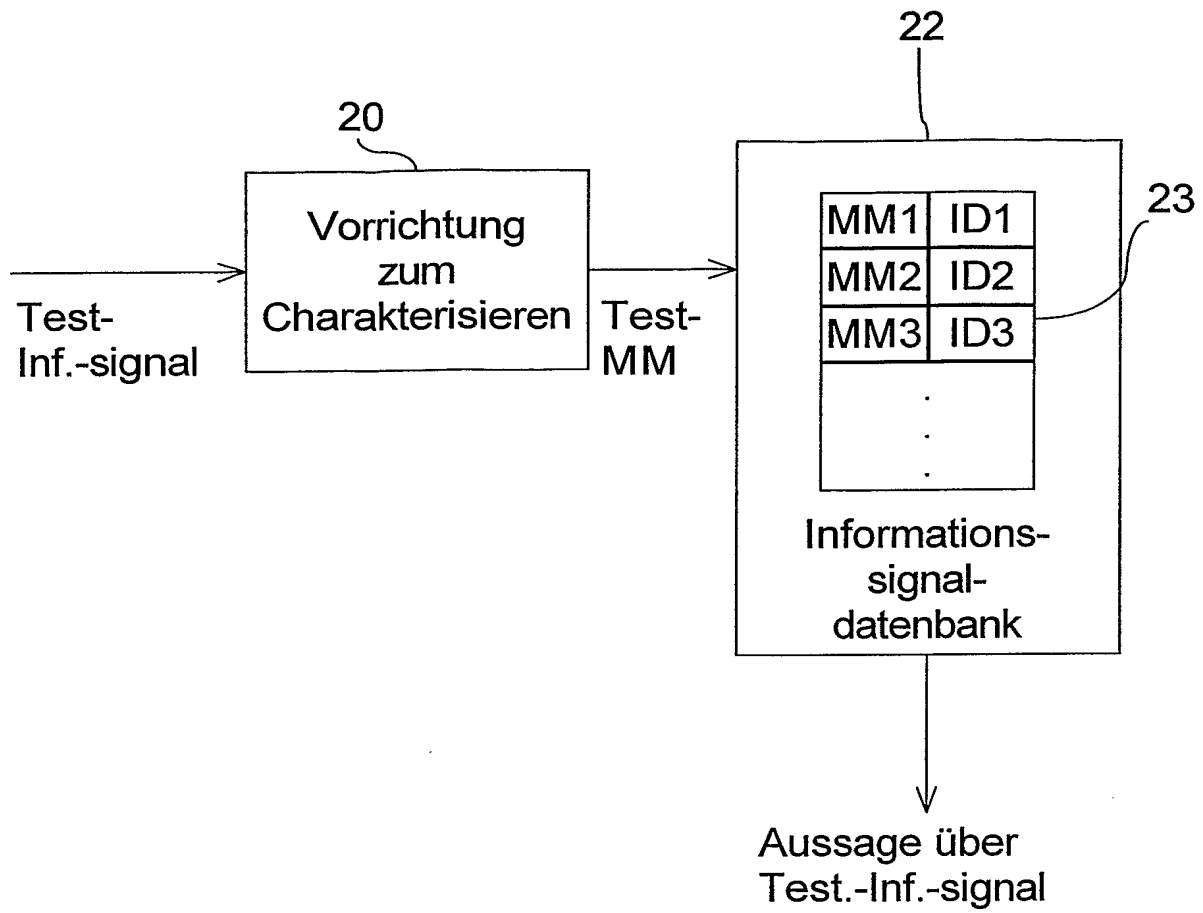 22
20
Vorrichtung
zum
Charakterisieren
Test-
Inf.-signal
Test-
MM
MM1 ID1
MM2 ID2
MM3 ID3
.
.
.
23
Informations-
signal-
datenbank
Aussage über
Test.-Inf.-signal